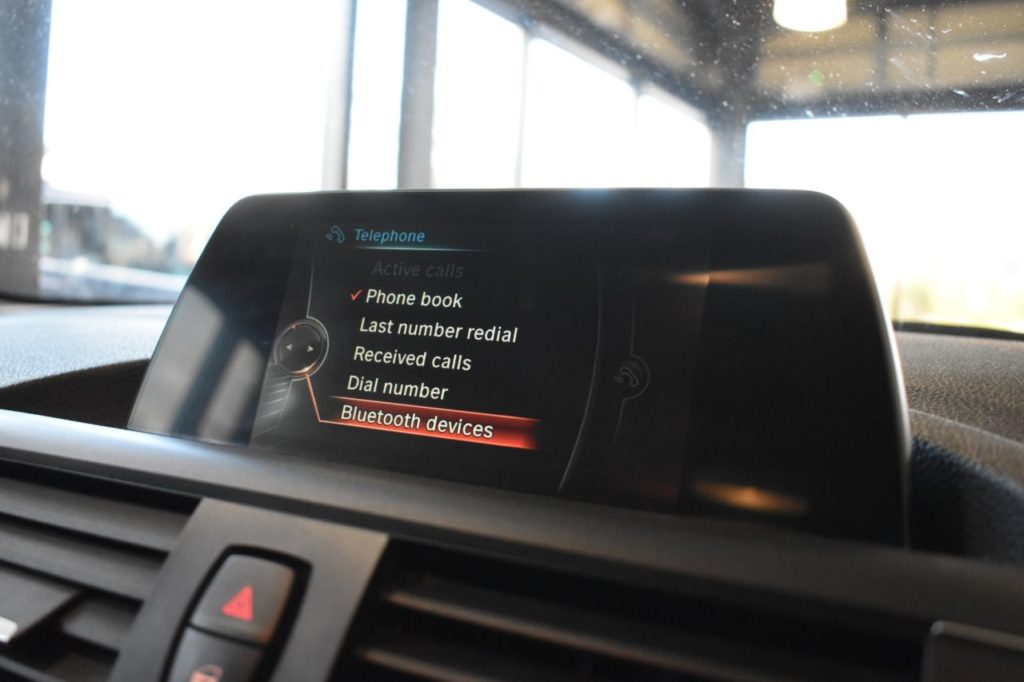 Telephone
Active calls
Phone book
Last number redial
Received calls
Dial number
Bluetooth devices